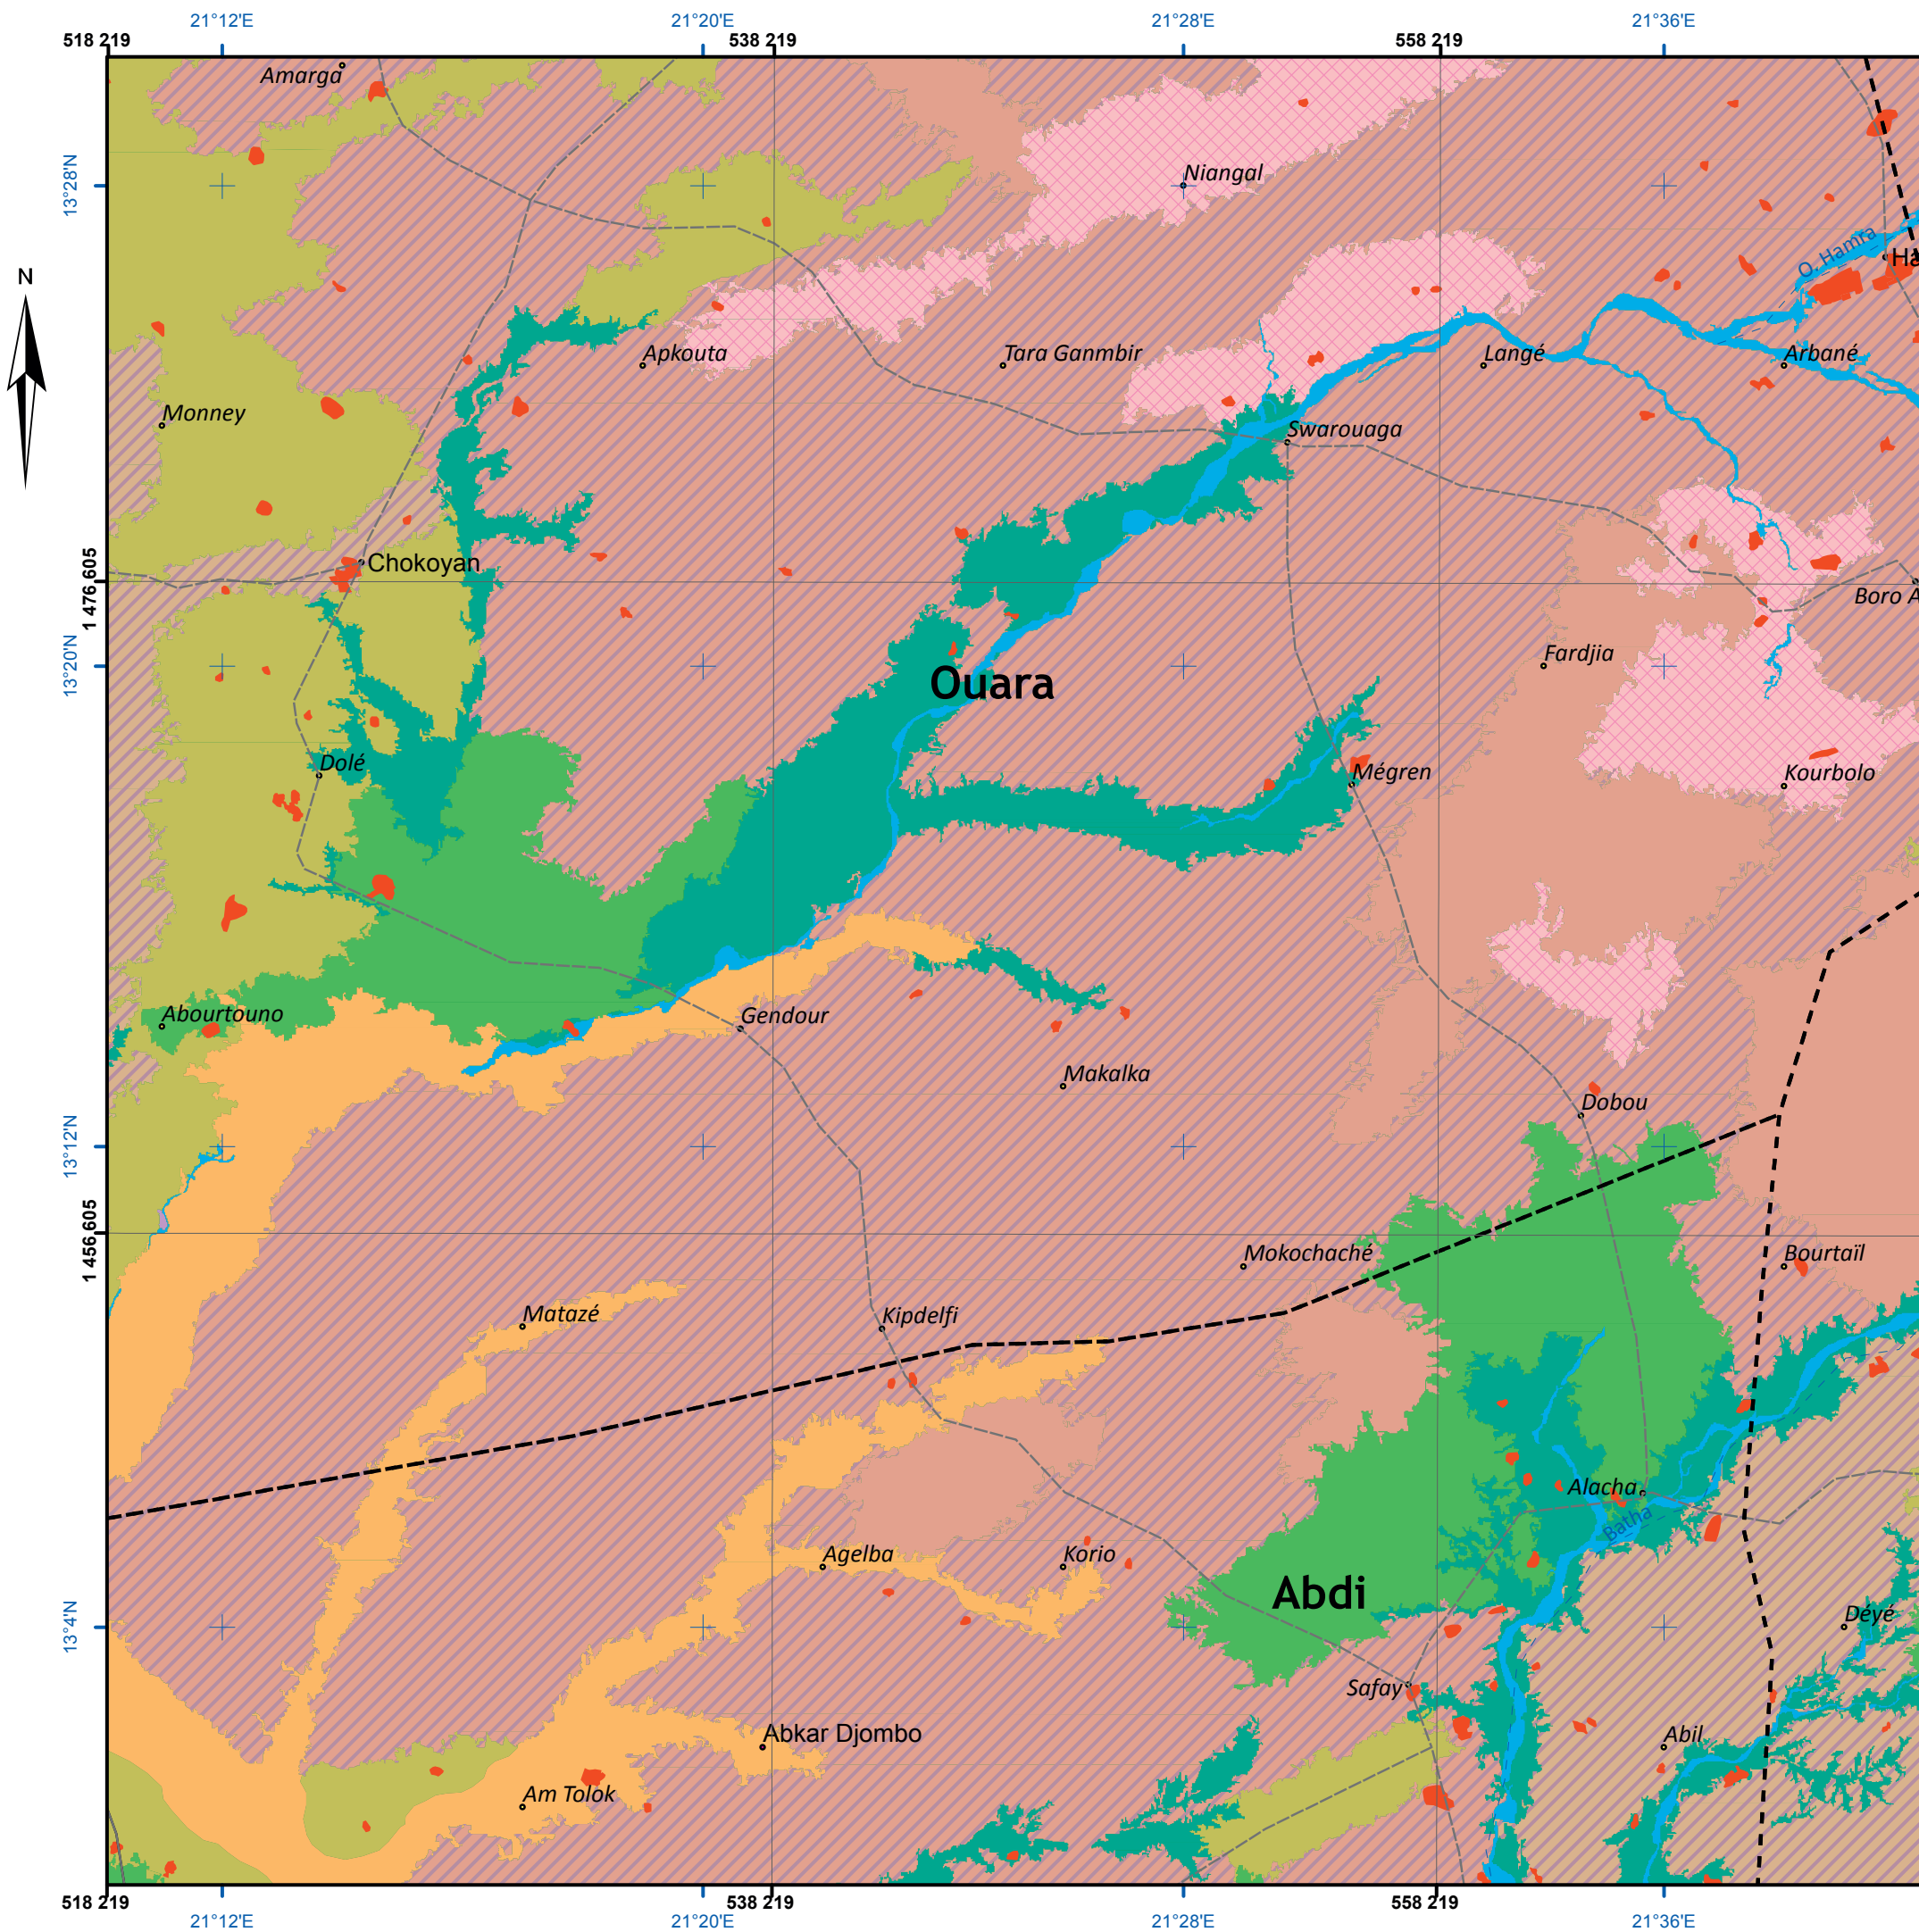 21°12'E 21°20'E 21°28'E 21°36'E
518 219 538 219 558 219
Amarga
13°28'N
Niangal
O. Hamra
Ha
N
Apkouta
Tara Ganmbir
Langé
Arbané
Monney
Swarouaga
Chokoyan
1 476 605
Boro A
13°20'N
Fardjia
Ouara
Dolé
Mégren
Kourbolo
Abourtouno
Gendour
Makalka
Dobou
13°12'N
1 456 605
Mokochaché
Bourtaïl
Matazé
Kipdelfi
Alacha
Batha
Agelba
Korio
Abdi
13°4'N
Déyé
Safay
Abkar Djombo
Abil
Am Tolok
518 219 538 219 558 219
21°12'E 21°20'E 21°28'E 21°36'E